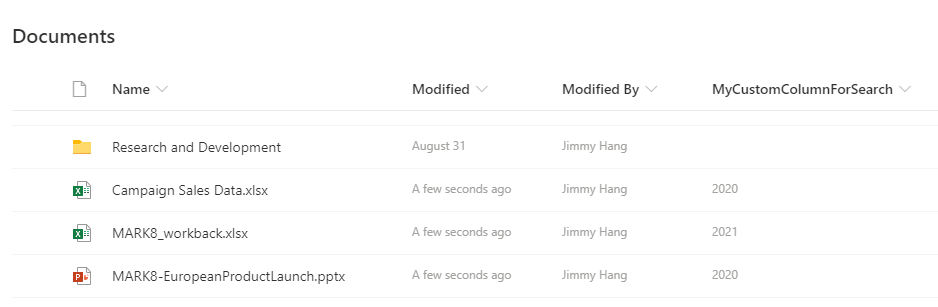 Documents
Name Modified Modified By MyCustomColumnForSearch
Research and Development August 31 Jimmy Hang
Campaign Sales Data.xlsx A few seconds ago Jimmy Hang 2020
MARK8_workback.xlsx A few seconds ago Jimmy Hang 2021
MARK8-EuropeanProductLaunch.pptx A few seconds ago Jimmy Hang 2020